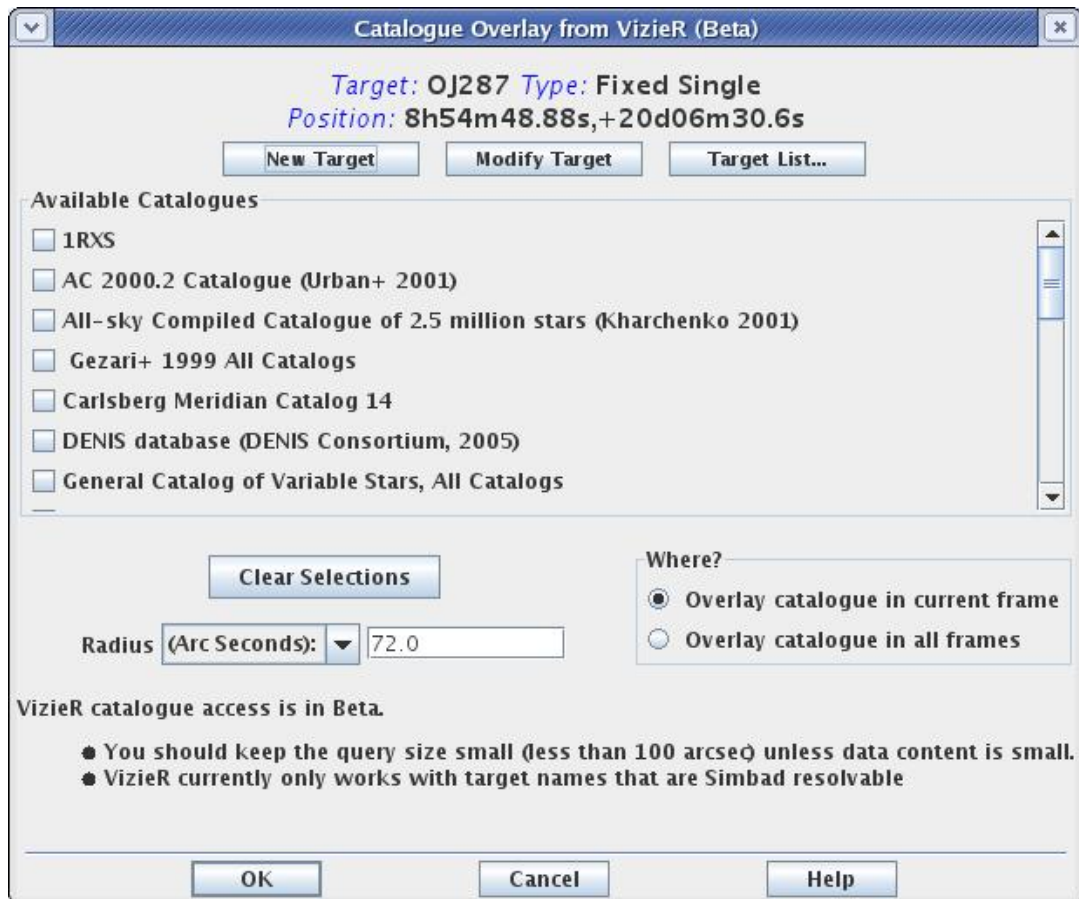 Catalogue Overlay from VizieR (Beta)
Target: OJ287 Type: Fixed Single
Position: 8h54m48.88s,+20d06m30.6s
New Target Modify Target Target List...
Available Catalogues
1RXS
AC 2000.2 Catalogue (Urban+ 2001)
All-sky Compiled Catalogue of 2.5 million stars (Kharchenko 2001)
Gezari+ 1999 All Catalogs
Carlsberg Meridian Catalog 14
DENIS database (DENIS Consortium, 2005)
General Catalog of Variable Stars, All Catalogs
Clear Selections
Where?
Overlay catalogue in current frame
Overlay catalogue in all frames
Radius (Arc Seconds): 72.0
VizieR catalogue access is in Beta.
You should keep the query size small (less than 100 arcsec) unless data content is small.
VizieR currently only works with target names that are Simbad resolvable
OK Cancel Help